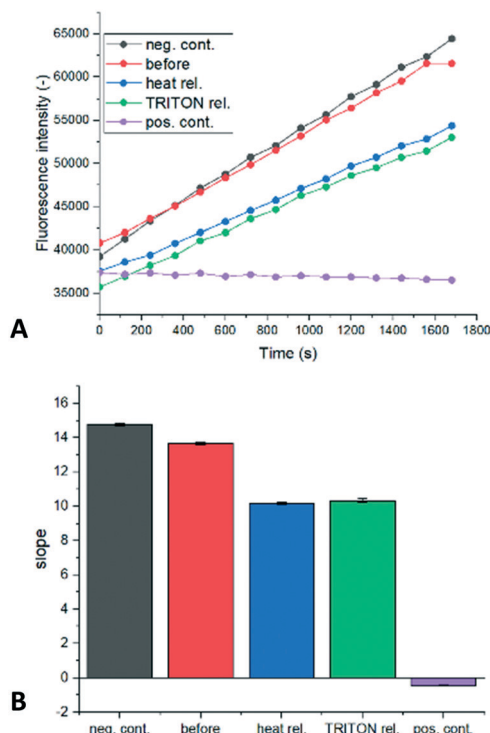 65000
60000
55000
50000
45000
40000
35000
Fluorescence intensity (-)
neg. cont.
before
heat rel.
TRITON rel.
pos. cont.
0 200 400 600 800 1000 1200 1400 1600 1800
Time (s)
A
16
14
12
10
8
6
4
2
0
-2
slope
neg. cont. before heat rel. TRITON rel. pos. cont.
B